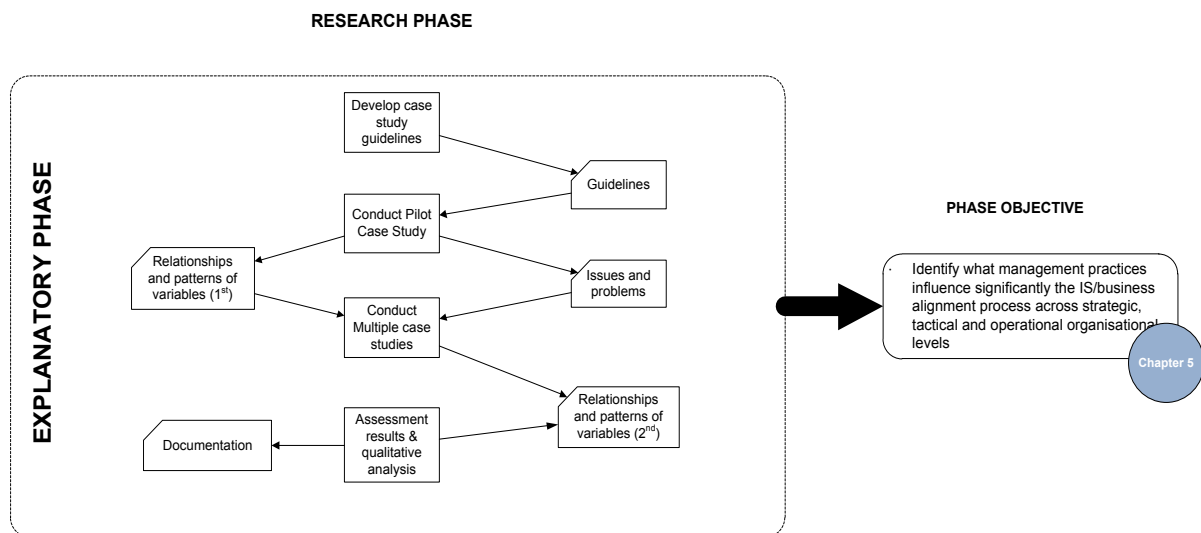 RESEARCH PHASE
EXPLANATORY PHASE
Develop case
study
guidelines
Guidelines
Conduct Pilot
Case Study
Relationships
and patterns of
variables (1st)
Issues and
problems
Conduct
Multiple case
studies
Relationships
and patterns of
variables (2nd)
Assessment
results &
qualitative
analysis
Documentation
PHASE OBJECTIVE
· Identify what management practices
influence significantly the IS/business
alignment process across strategic,
tactical and operational organisational
levels
Chapter 5